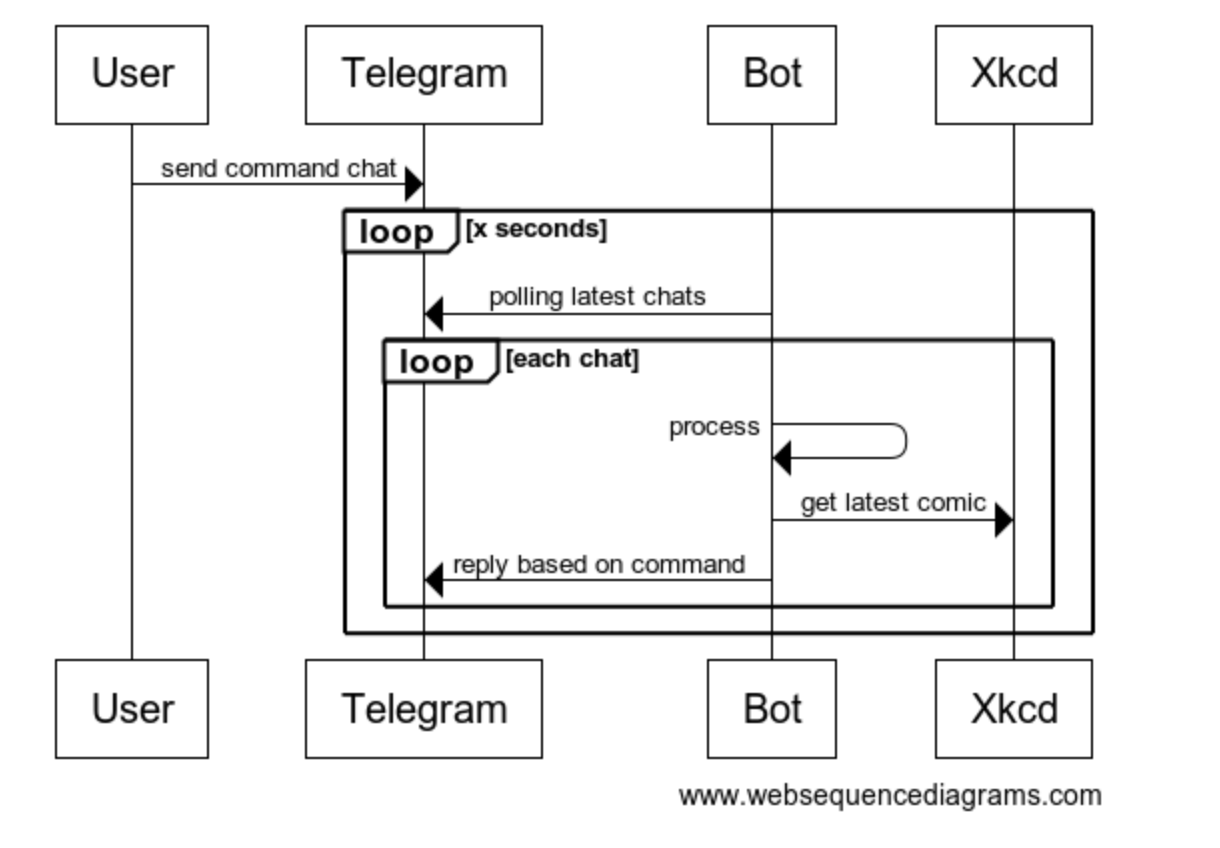 User
Telegram
Bot
Xkcd
send command chat
loop [x seconds]
polling latest chats
loop [each chat]
process
get latest comic
reply based on command
User
Telegram
Bot
Xkcd
www.websequencediagrams.com